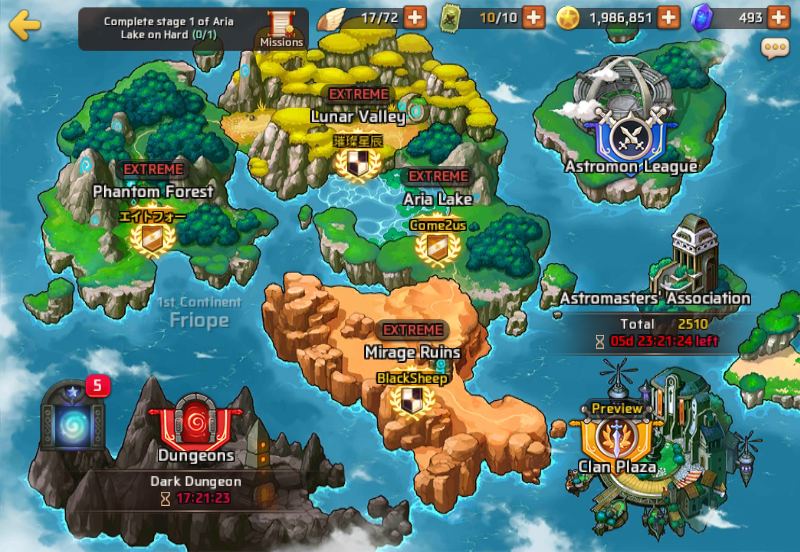 Complete stage 1 of Aria
Lake on Hard (0/1)
Missions
17/72
10/10
1,986,851
493
EXTREME
Lunar Valley
璀璨星辰
Astromon League
EXTREME
Phantom Forest
エイトフォー
EXTREME
Aria Lake
Come2us
1st Continent
Friope
Astromasters' Association
Total 2510
05d 23:21:24 left
EXTREME
Mirage Ruins
BlackSheep
5
Dungeons
Dark Dungeon
17:21:23
Preview
Clan Plaza